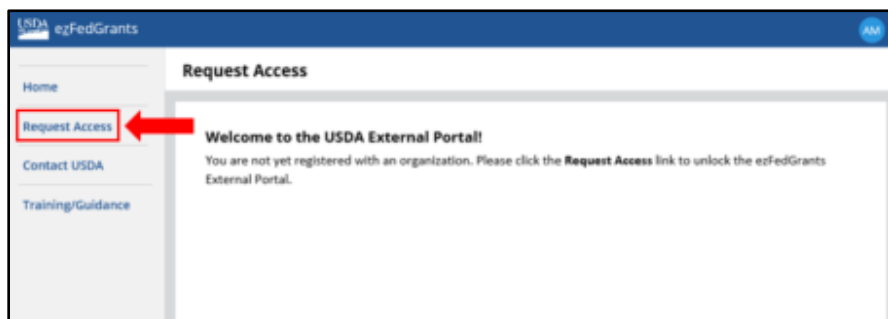 USDA ezFedGrants
AM
Request Access
Home
Request Access
Contact USDA
Training/Guidance
Welcome to the USDA External Portal!
You are not yet registered with an organization. Please click the Request Access link to unlock the ezFedGrants
External Portal.